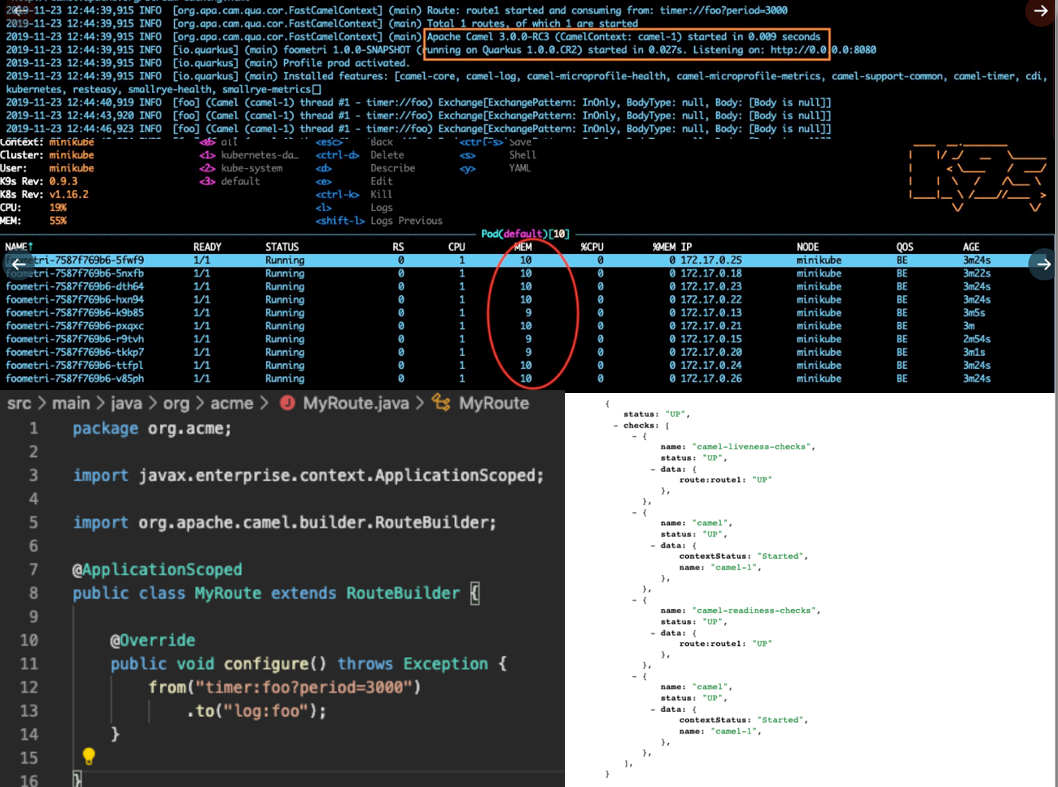 2019-11-23 12:44:39,915 INFO [org.apa.cam.qua.cor.FastCamelContext] (main) Route: route1 started and consuming from: timer://foo?period=3000
2019-11-23 12:44:39,915 INFO [org.apa.cam.qua.cor.FastCamelContext] (main) Total 1 routes, of which 1 are started
2019-11-23 12:44:39,915 INFO [org.apa.cam.qua.cor.FastCamelContext] (main) Apache Camel 3.0.0-RC3 (CamelContext: camel-1) started in 0.009 seconds
2019-11-23 12:44:39,915 INFO [io.quarkus] (main) foometri 1.0.0-SNAPSHOT (running on Quarkus 1.0.0.CR2) started in 0.027s. Listening on: http://0.0.0.0:8080
2019-11-23 12:44:39,915 INFO [io.quarkus] (main) Profile prod activated.
2019-11-23 12:44:39,915 INFO [io.quarkus] (main) Installed features: [camel-core, camel-log, camel-microprofile-health, camel-microprofile-metrics, camel-support-common, camel-timer, cdi,
kubernetes, resteasy, smallrye-health, smallrye-metrics]
2019-11-23 12:44:40,919 INFO [foo] (Camel (camel-1) thread #1 - timer://foo) Exchange[ExchangePattern: InOnly, BodyType: null, Body: [Body is null]]
2019-11-23 12:44:43,920 INFO [foo] (Camel (camel-1) thread #1 - timer://foo) Exchange[ExchangePattern: InOnly, BodyType: null, Body: [Body is null]]
2019-11-23 12:44:46,923 INFO [foo] (Camel (camel-1) thread #1 - timer://foo) Exchange[ExchangePattern: InOnly, BodyType: null, Body: [Body is null]]
Context: minikube <0> all <esc> Back <ctrl-s> Save
Cluster: minikube <1> kubernetes-da… <ctrl-d> Delete <s> Shell
User: minikube <2> kube-system <d> Describe <y> YAML
K9s Rev: 0.9.3 <3> default <e> Edit
K8s Rev: v1.16.2 <ctrl-k> Kill
CPU: 19% <l> Logs
MEM: 55% <shift-l> Logs Previous
Pod(default)[10]
NAME↑ READY STATUS RS CPU MEM %CPU %MEM IP NODE QOS AGE
foometri-7587f769b6-5fwf9 1/1 Running 0 1 10 0 0 172.17.0.25 minikube BE 3m24s
foometri-7587f769b6-5nxfb 1/1 Running 0 1 10 0 0 172.17.0.18 minikube BE 3m22s
foometri-7587f769b6-dth64 1/1 Running 0 1 10 0 0 172.17.0.23 minikube BE 3m24s
foometri-7587f769b6-hxn94 1/1 Running 0 1 10 0 0 172.17.0.22 minikube BE 3m24s
foometri-7587f769b6-k9b85 1/1 Running 0 1 9 0 0 172.17.0.13 minikube BE 3m5s
foometri-7587f769b6-pxqxc 1/1 Running 0 1 10 0 0 172.17.0.21 minikube BE 3m
foometri-7587f769b6-r9tvh 1/1 Running 0 1 9 0 0 172.17.0.15 minikube BE 2m54s
foometri-7587f769b6-tkkp7 1/1 Running 0 1 9 0 0 172.17.0.20 minikube BE 3m1s
foometri-7587f769b6-ttfpl 1/1 Running 0 1 10 0 0 172.17.0.24 minikube BE 3m24s
foometri-7587f769b6-v85ph 1/1 Running 0 1 10 0 0 172.17.0.26 minikube BE 3m24s
src > main > java > org > acme > J MyRoute.java > MyRoute
1 package org.acme;
2
3 import javax.enterprise.context.ApplicationScoped;
4
5 import org.apache.camel.builder.RouteBuilder;
6
7 @ApplicationScoped
8 public class MyRoute extends RouteBuilder {
9
10 @Override
11 public void configure() throws Exception {
12 from("timer:foo?period=3000")
13 .to("log:foo");
14 }
15
16 }
{
status: "UP",
- checks: [
- {
name: "camel-liveness-checks",
status: "UP",
- data: {
route:route1: "UP"
},
},
- {
name: "camel",
status: "UP",
- data: {
contextStatus: "Started",
name: "camel-1",
},
},
- {
name: "camel-readiness-checks",
status: "UP",
- data: {
route:route1: "UP"
},
},
- {
name: "camel",
status: "UP",
- data: {
contextStatus: "Started",
name: "camel-1",
},
},
],
}